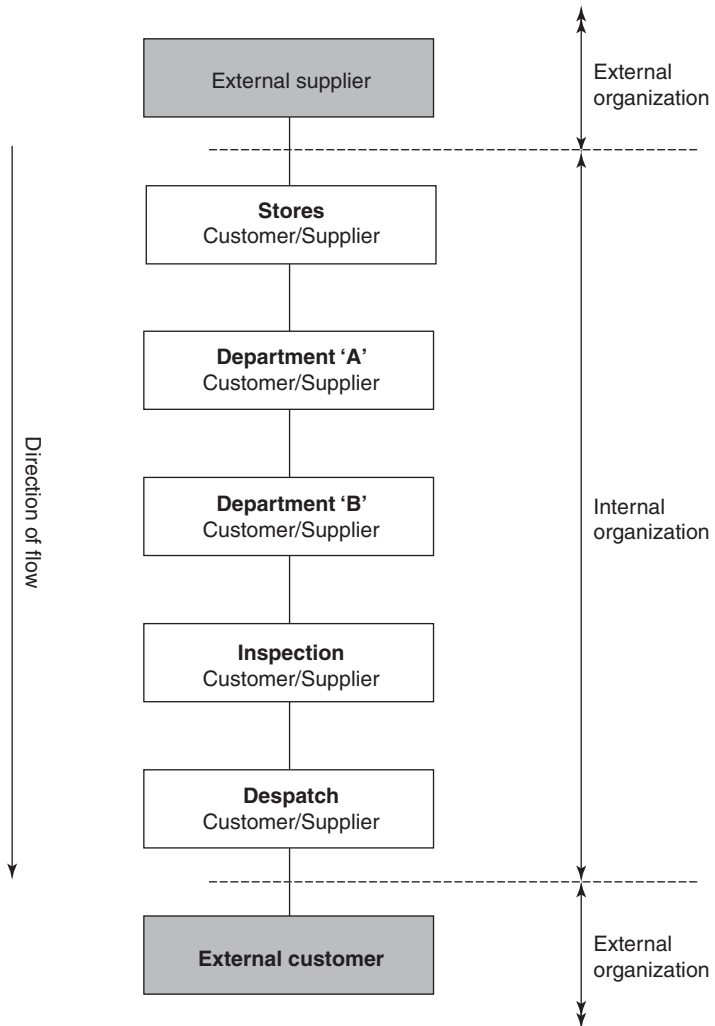 External supplier
External
organization
Stores
Customer/Supplier
Department ‘A’
Customer/Supplier
Direction of flow
Department ‘B’
Customer/Supplier
Internal
organization
Inspection
Customer/Supplier
Despatch
Customer/Supplier
External customer
External
organization